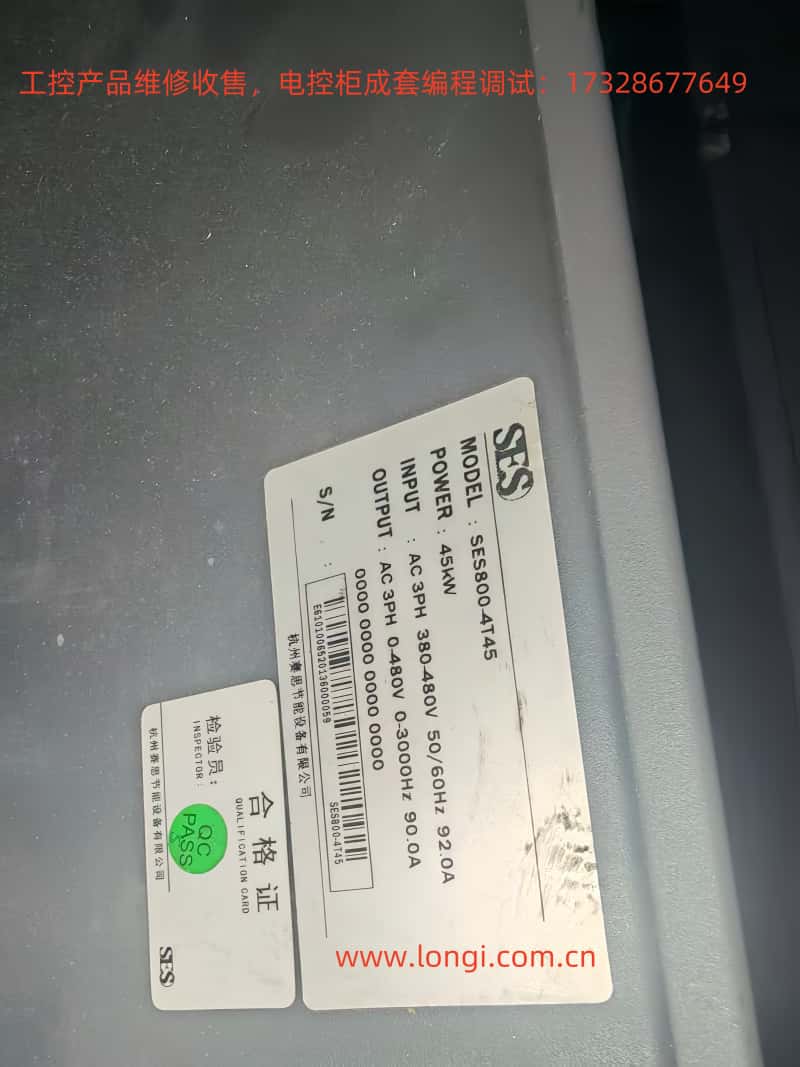 工控产品维修收售，电控柜成套编程调试：17328677649
SES
MODEL : SES800-4T45
POWER : 45kW
INPUT : AC 3PH 380-480V 50/60Hz 92.0A
OUTPUT : AC 3PH 0-480V 0-3000Hz 90.0A
0000 0000 0000 0000
S/N :
E6101006520136000059
SES800-4T45
杭州赛思节能设备有限公司
www.longi.com.cn
合格证
QUALIFICATION CARD
检验员：
INSPECTOR:
QC
PASS
杭州赛思节能设备有限公司
SES